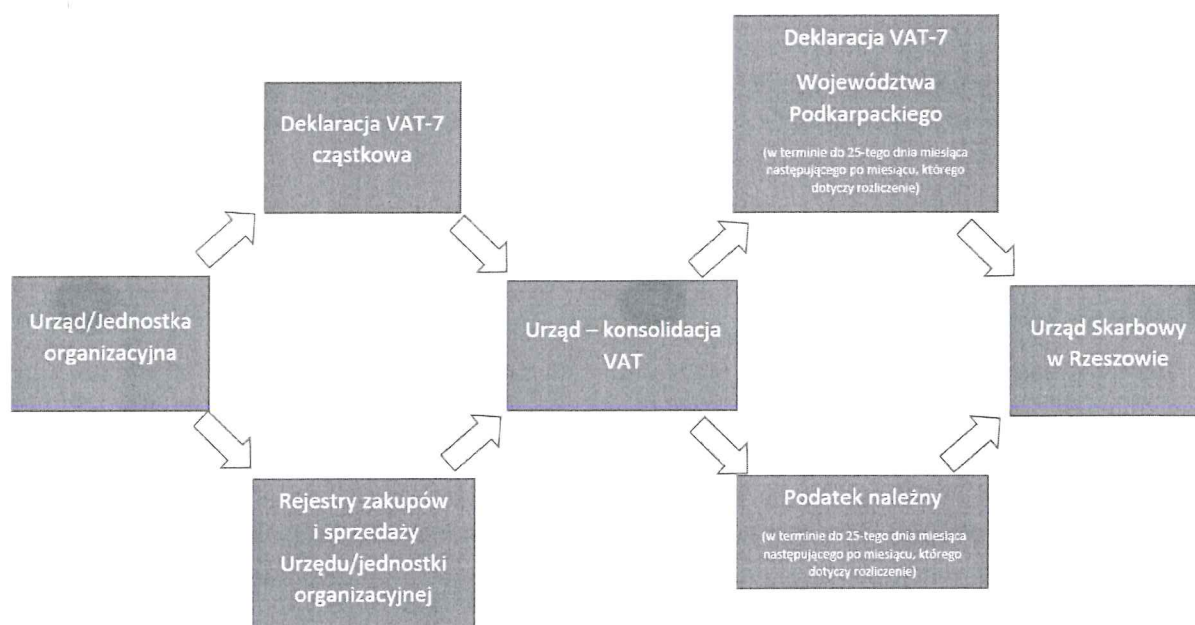 Urząd/Jednostka
organizacyjna
Deklaracja VAT-7
cząstkowa
Rejestry zakupów
i sprzedaży
Urzędu/jednostki
organizacyjnej
Urząd – konsolidacja
VAT
Deklaracja VAT-7
Województwa
Podkarpackiego
(w terminie do 25-tego dnia miesiąca
następującego po miesiącu, którego
dotyczy rozliczenie)
Podatek należny
(w terminie do 25-tego dnia miesiąca
następującego po miesiącu, którego
dotyczy rozliczenie)
Urząd Skarbowy
w Rzeszowie